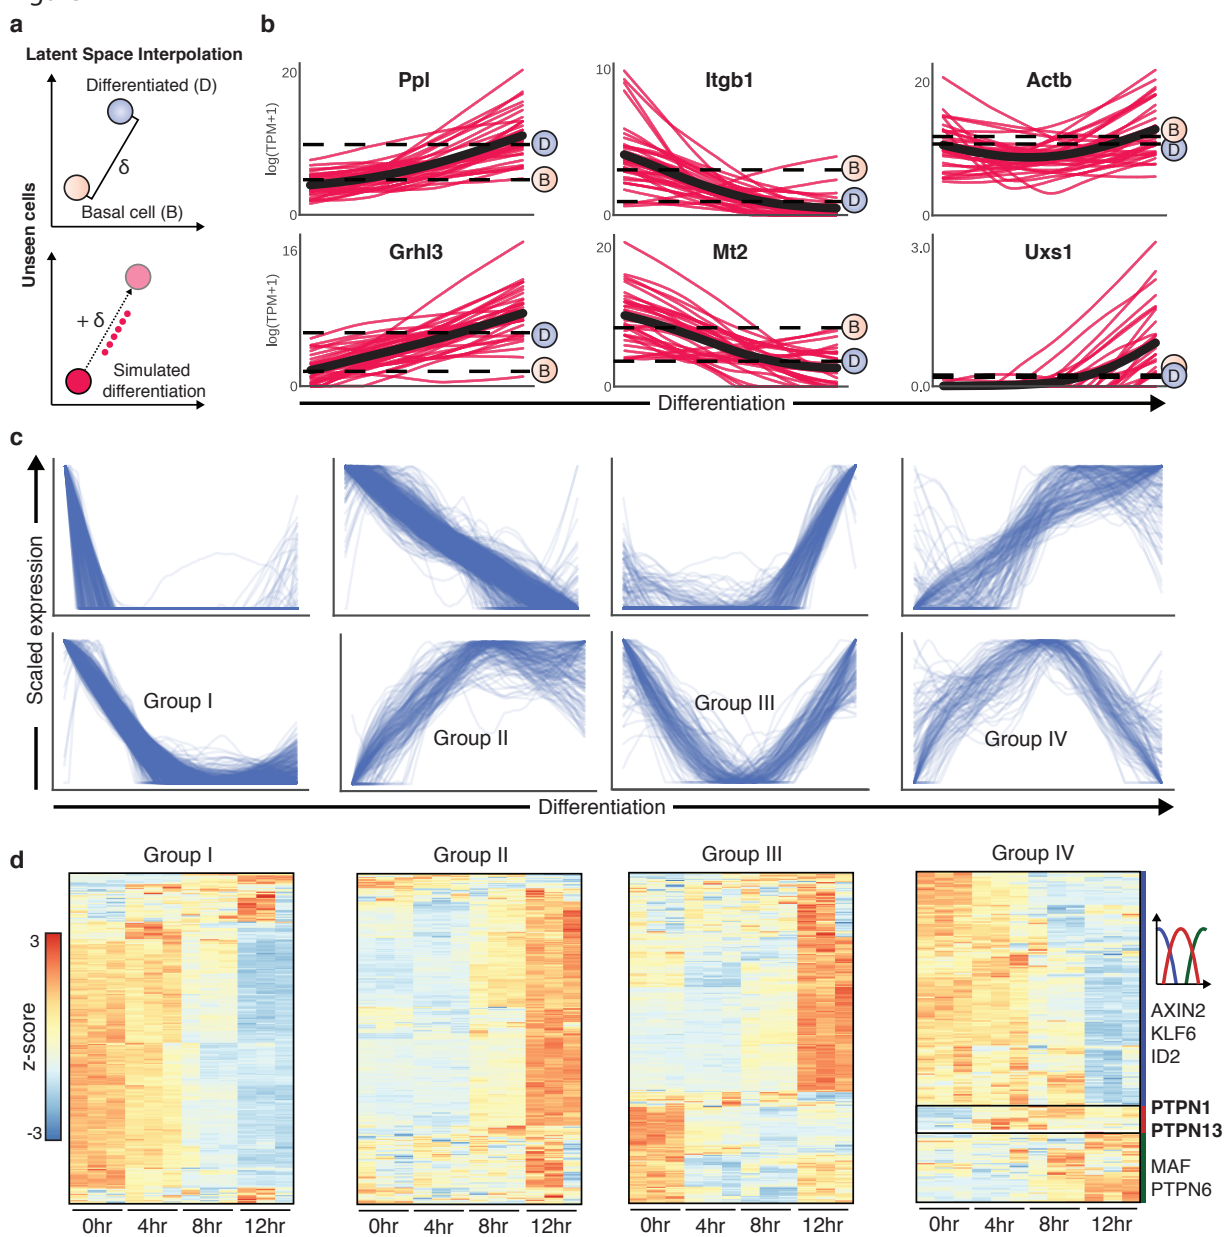 a
Latent Space Interpolation
Differentiated (D)
δ
Basal cell (B)
Unseen cells
+ δ
Simulated
differentiation
b
Ppl
Itgb1
Actb
log(TPM+1)
20
0
10
0
20
0
D
B
B
D
B
D
Grhl3
Mt2
Uxs1
log(TPM+1)
16
0
20
0
3.0
0.0
D
B
B
D
D
Differentiation
c
Scaled expression
Group I
Group II
Group III
Group IV
Differentiation
d
Group I
Group II
Group III
Group IV
3
z-score
-3
AXIN2
KLF6
ID2
PTPN1
PTPN13
MAF
PTPN6
0hr 4hr 8hr 12hr
0hr 4hr 8hr 12hr
0hr 4hr 8hr 12hr
0hr 4hr 8hr 12hr